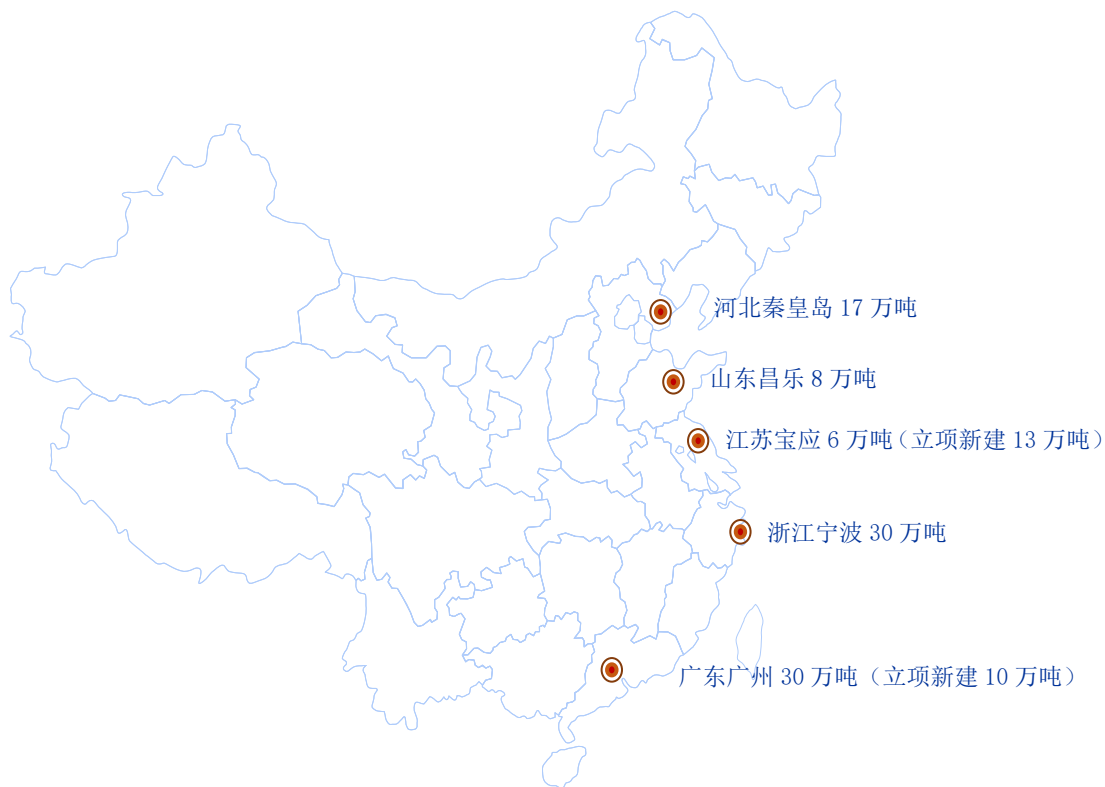 河北秦皇岛 17 万吨
山东昌乐 8 万吨
江苏宝应 6 万吨（立项新建 13 万吨）
浙江宁波 30 万吨
广东广州 30 万吨（立项新建 10 万吨）